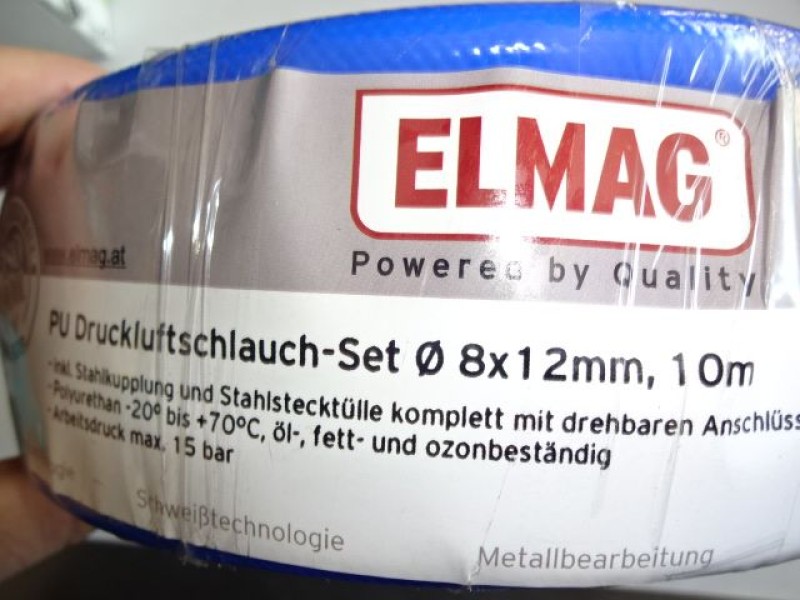 ELMAG®
Powered by Quality
www.elmag.at
PU Druckluftschlauch-Set Ø 8x12mm, 10m
- inkl. Stahlkupplung und Stahlstecktülle komplett mit drehbaren Anschlüss
- Polyurethan -20° bis +70°C, öl-, fett- und ozonbeständig
- Arbeitsdruck max. 15 bar
Schweißtechnologie
Metallbearbeitung